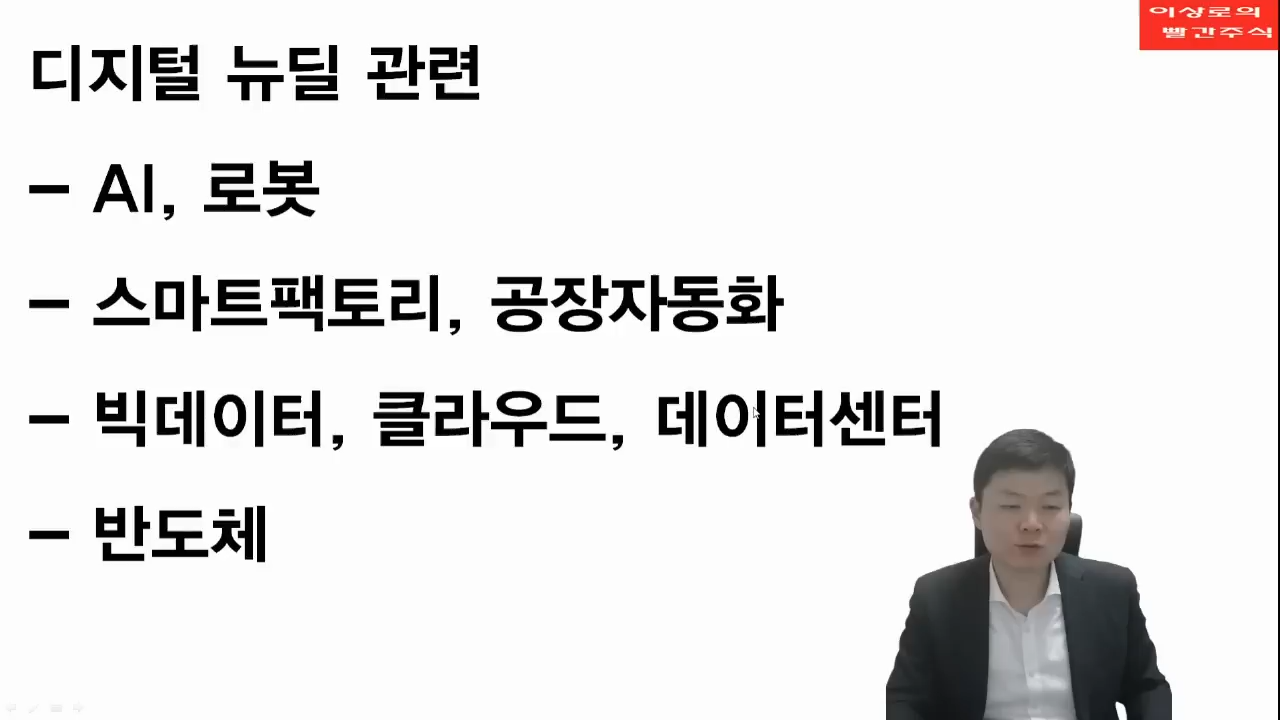 이상로의
빨간주식
디지털 뉴딜 관련
– AI, 로봇
– 스마트팩토리, 공장자동화
– 빅데이터, 클라우드, 데이터센터
– 반도체